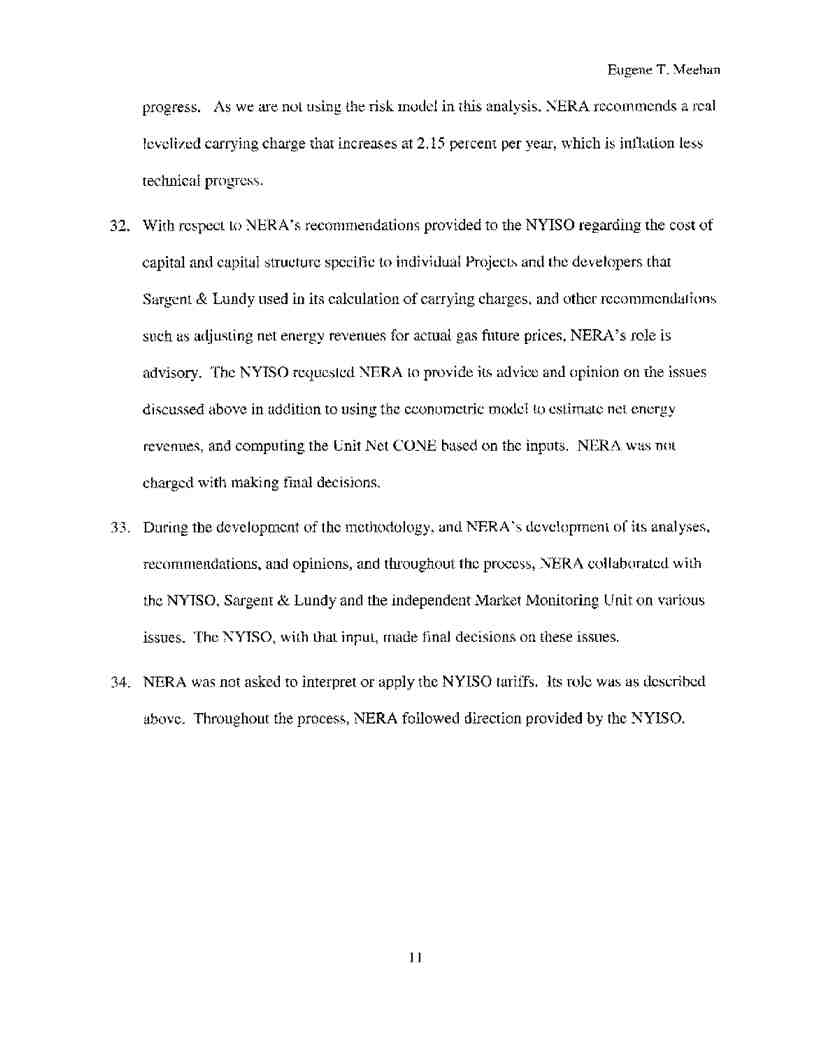 Eugene T. Meehan
progress. As we are not using the risk model in this analysis, NERA recommends a real
levelized carrying charge that increases at 2.15 percent per year, which is inflation less
technical progress.
32. With respect to NERA's recommendations provided to the NYISO regarding the cost of
capital and capital structure specific to individual Projects and the developers that
Sargent & Lundy used in its calculation of carrying charges, and other recommendations
such as adjusting net energy revenues for actual gas future prices, NERA's role is
advisory. The NYISO requested NERA to provide its advice and opinion on the issues
discussed above in addition to using the econometric model to estimate net energy
revenues, and computing the Unit Net CONE based on the inputs. NERA was not
charged with making final decisions.
33. During the development of the methodology, and NERA's development of its analyses,
recommendations, and opinions, and throughout the process, NERA collaborated with
the NYISO, Sargent & Lundy and the independent Market Monitoring Unit on various
issues. The NYISO, with that input, made final decisions on these issues.
34. NERA was not asked to interpret or apply the NYISO tariffs. Its role was as described
above. Throughout the process, NERA followed direction provided by the NYISO.
11